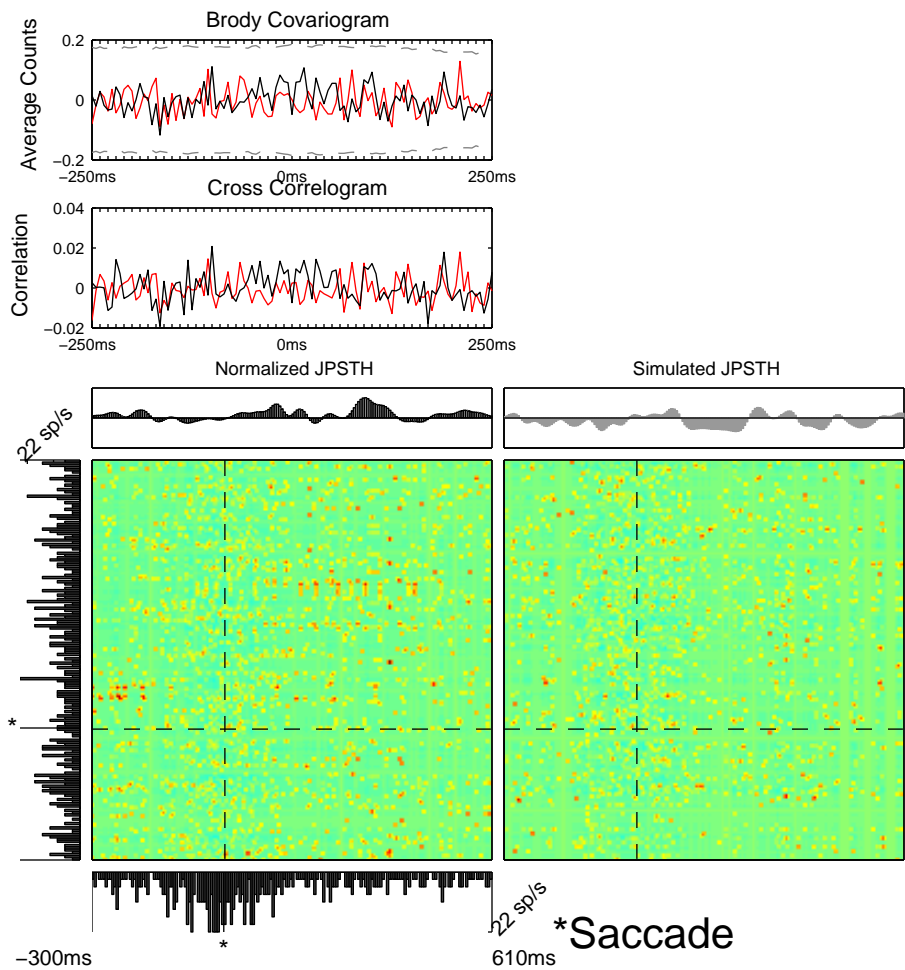 Brody Covariogram
Average Counts
0.2
0
−0.2
−250ms
0ms
250ms
Cross Correlogram
Correlation
0.04
0.02
0
−0.02
−250ms
0ms
250ms
Normalized JPSTH
Simulated JPSTH
22 sp/s
*
22 sp/s
*
*Saccade
−300ms
610ms